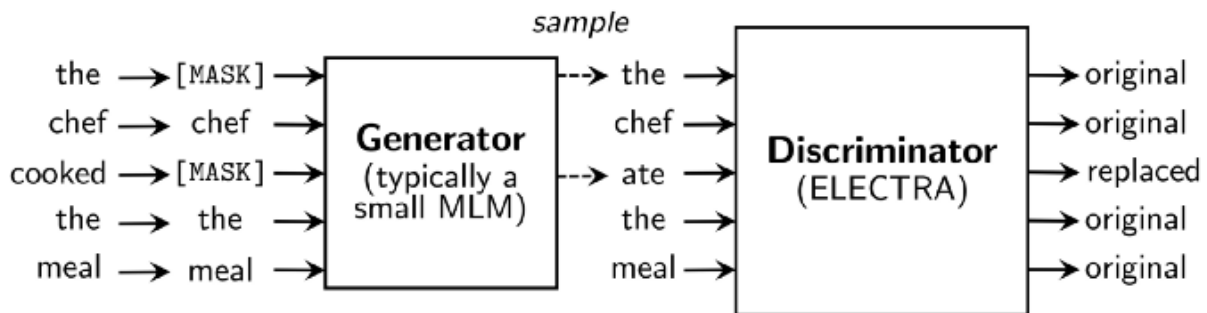 sample
the [MASK] the original
chef chef chef original
Generator
Discriminator
cooked [MASK] (typically a ate (ELECTRA) replaced
small MLM)
the the the original
meal meal meal original